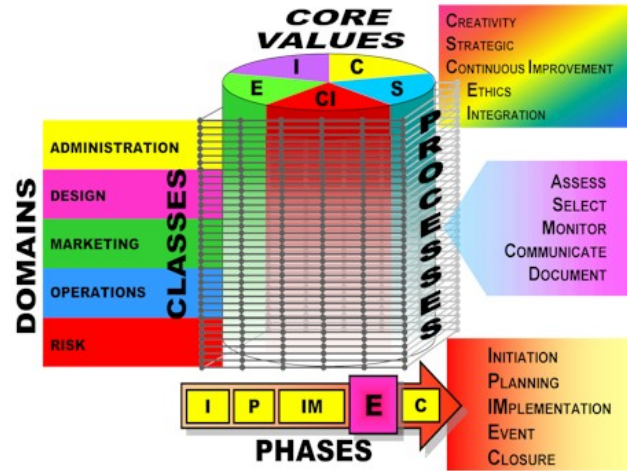 CORE
VALUES
I
C
E
S
CI
CREATIVITY
STRATEGIC
CONTINUOUS IMPROVEMENT
ETHICS
INTEGRATION
DOMAINS
ADMINISTRATION
DESIGN
MARKETING
OPERATIONS
RISK
CLASSES
PROCESSES
ASSESS
SELECT
MONITOR
COMMUNICATE
DOCUMENT
I P IM E C
PHASES
INITIATION
PLANNING
IMPLEMENTATION
EVENT
CLOSURE